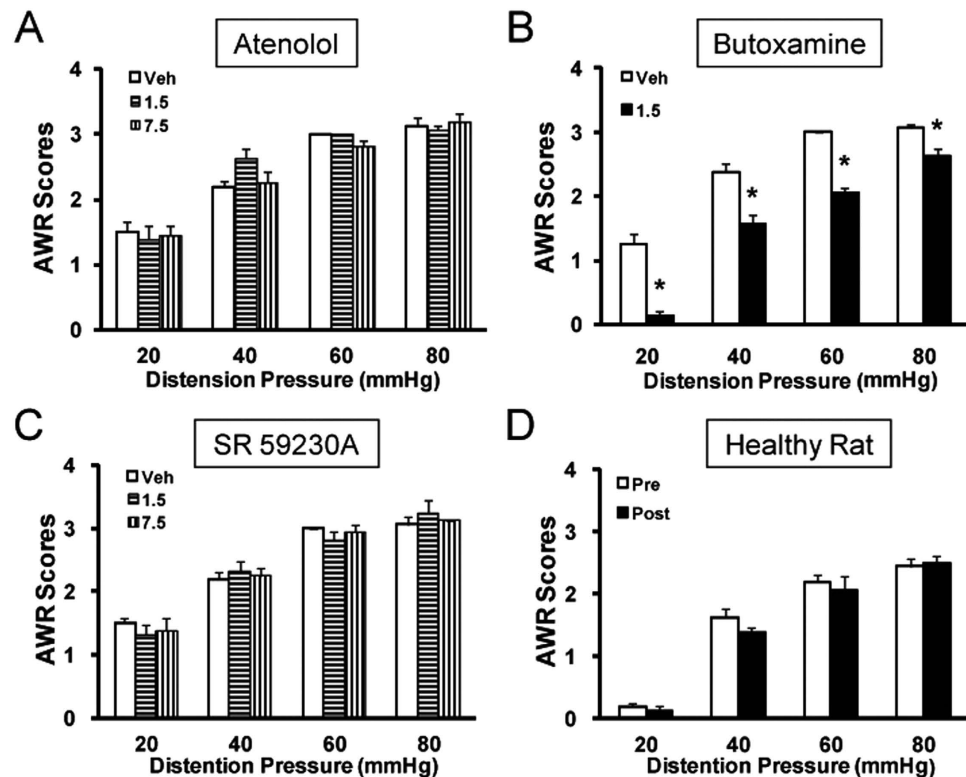 A
Atenolol
Veh
1.5
7.5
AWR Scores
4
3
2
1
0
20 40 60 80
Distension Pressure (mmHg)
B
Butoxamine
Veh
1.5
AWR Scores
4
3
2
1
0
* * * *
20 40 60 80
Distension Pressure (mmHg)
C
SR 59230A
Veh
1.5
7.5
AWR Scores
4
3
2
1
0
20 40 60 80
Distention Pressure (mmHg)
D
Healthy Rat
Pre
Post
AWR Scores
4
3
2
1
0
20 40 60 80
Distention Pressure (mmHg)